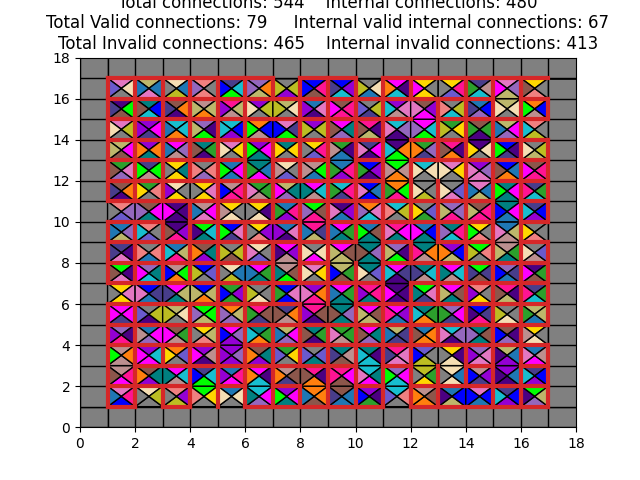 Total connections: 544    Internal connections: 480
Total Valid connections: 79    Internal valid internal connections: 67
Total Invalid connections: 465    Internal invalid connections: 413
18
16
14
12
10
8
6
4
2
0
0 2 4 6 8 10 12 14 16 18